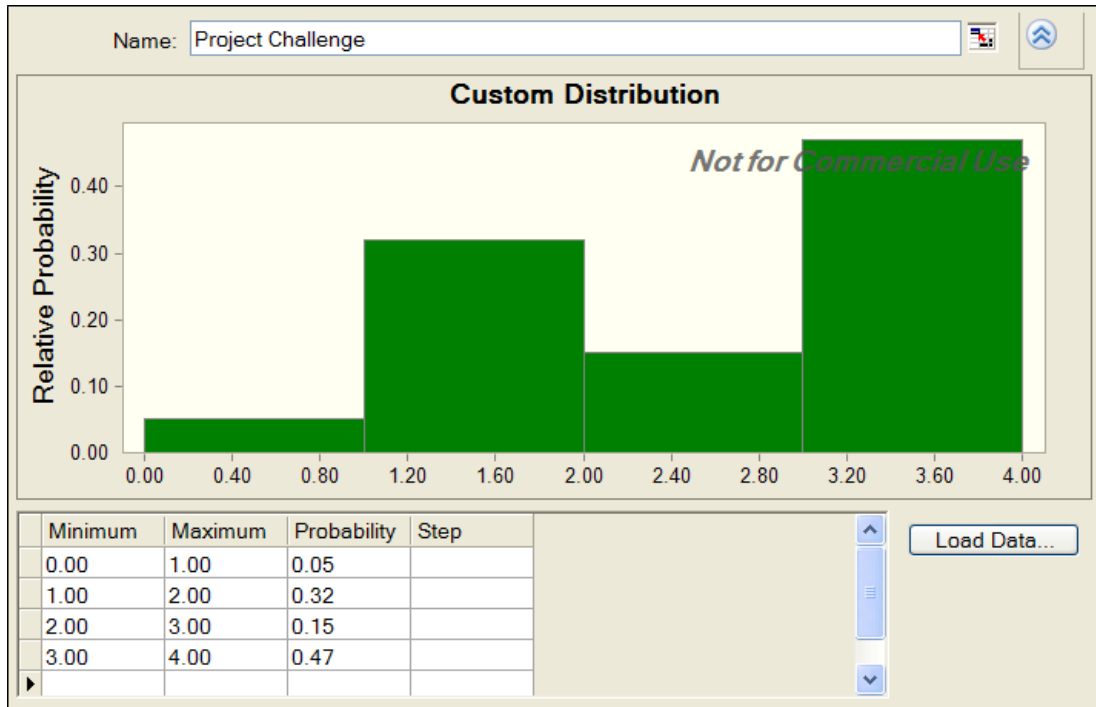 Name: Project Challenge
Custom Distribution
Not for Commercial Use
Relative Probability
0.40
0.30
0.20
0.10
0.00
0.00 0.40 0.80 1.20 1.60 2.00 2.40 2.80 3.20 3.60 4.00
Minimum Maximum Probability Step
0.00 1.00 0.05
1.00 2.00 0.32
2.00 3.00 0.15
3.00 4.00 0.47
Load Data...